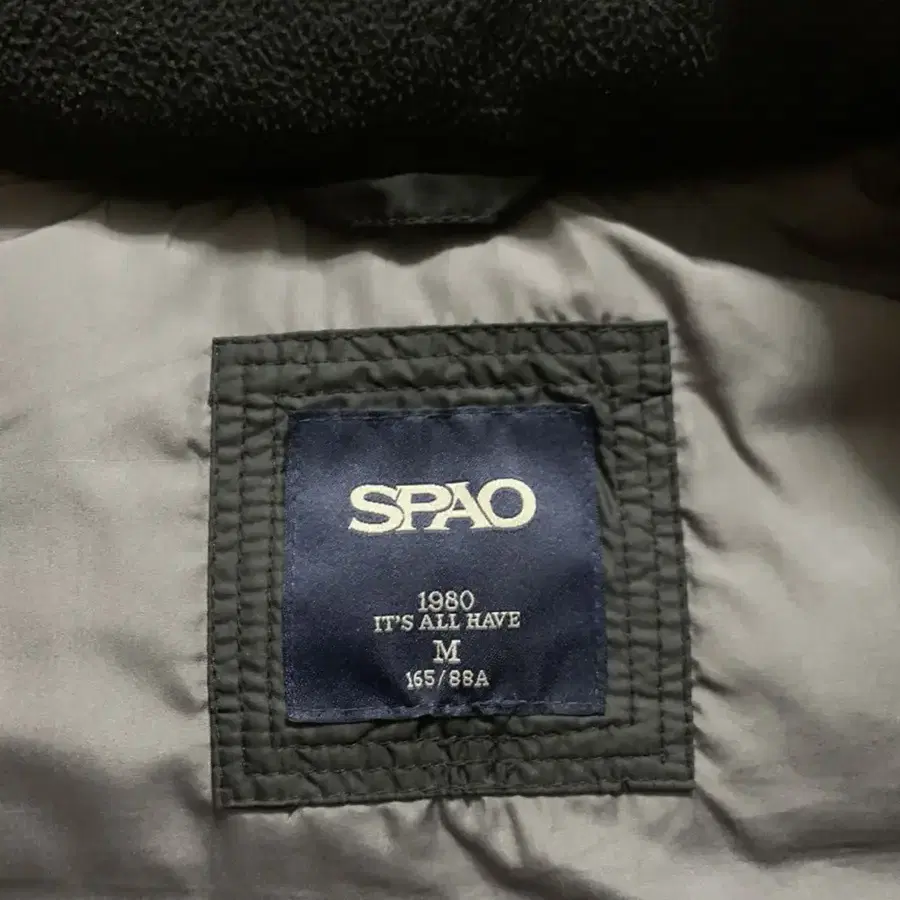 SPAO
1980
IT'S ALL HAVE
M
165/88A